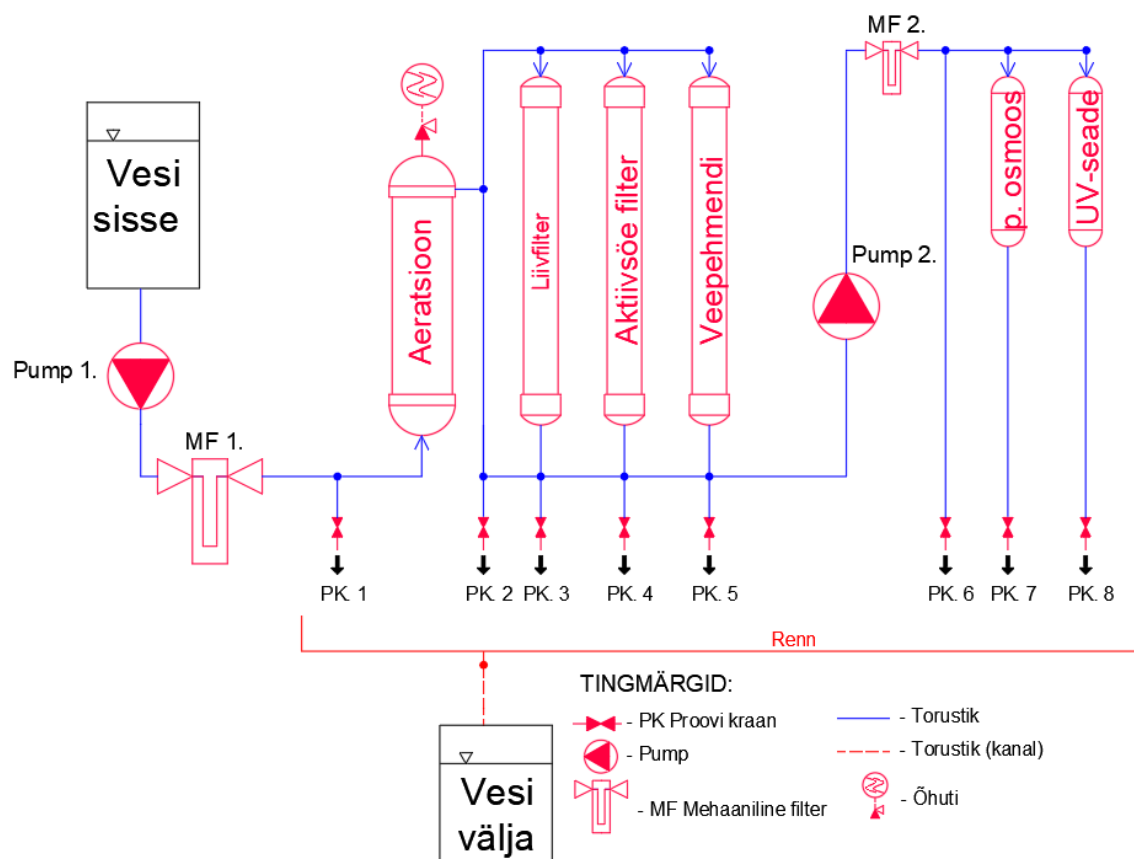 MF 2.
Vesi
sisse
Aeratsioon
Liivfilter
Aktiivsöe filter
Veepehmendi
p. osmoos
UV-seade
Pump 2.
Pump 1.
MF 1.
PK. 1
PK. 2
PK. 3
PK. 4
PK. 5
PK. 6
PK. 7
PK. 8
Renn
TINGMÄRGID:
- PK Proovi kraan
- Pump
- MF Mehaaniline filter
- Torustik
- Torustik (kanal)
- Õhuti
Vesi
välja